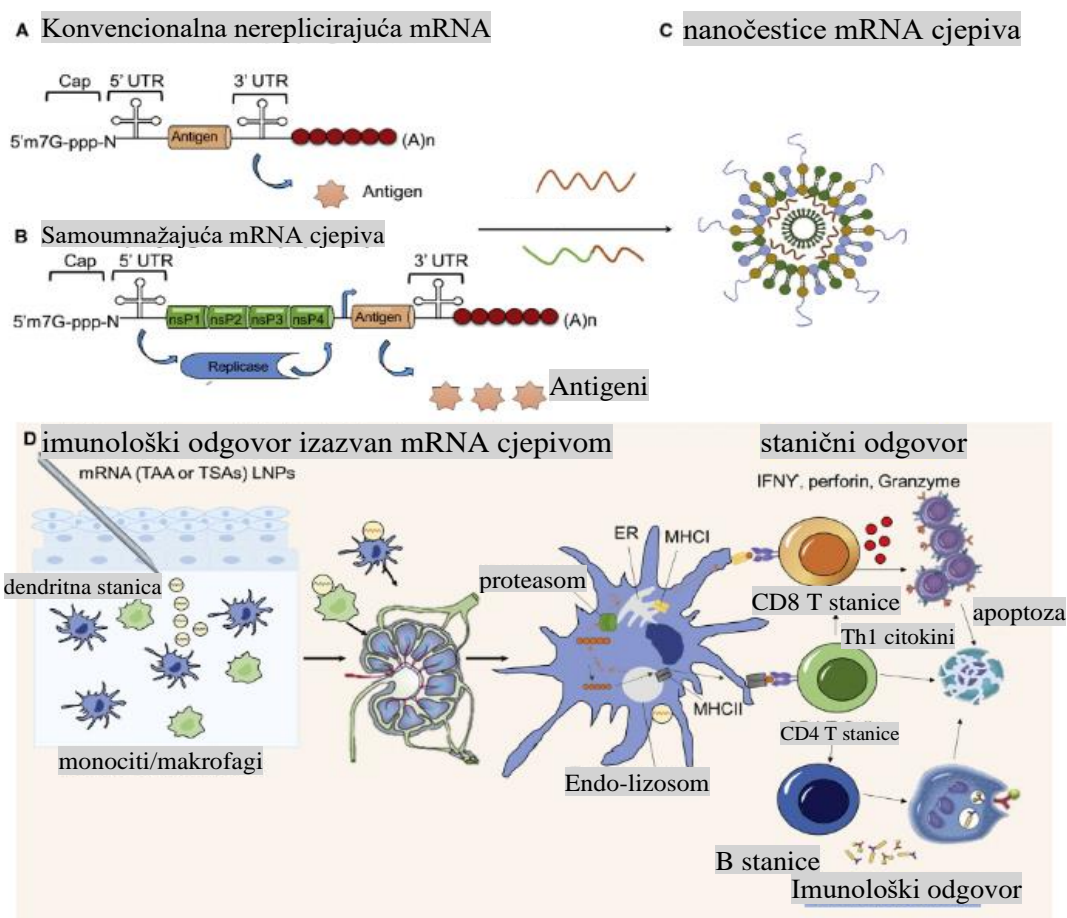 A Konvencionalna nereplicirajuća mRNA
Cap 5' UTR 3' UTR
5'm7G-ppp-N Antigen (A)n
Antigen
B Samoumnažajuća mRNA cjepiva
Cap 5' UTR 3' UTR
5'm7G-ppp-N nsP1 nsP2 nsP3 nsP4 Antigen (A)n
Replicase
Antigeni
C nanočestice mRNA cjepiva
D imunološki odgovor izazvan mRNA cjepivom
mRNA (TAA or TSAs) LNPs
dendritna stanica
monociti/makrofagi
proteasom
ER
MHCI
MHCII
Endo-lizosom
stanični odgovor
IFNϒ, perforin, Granzyme
CD8 T stanice
apoptoza
Th1 citokini
CD4 T stanice
B stanice
Imunološki odgovor